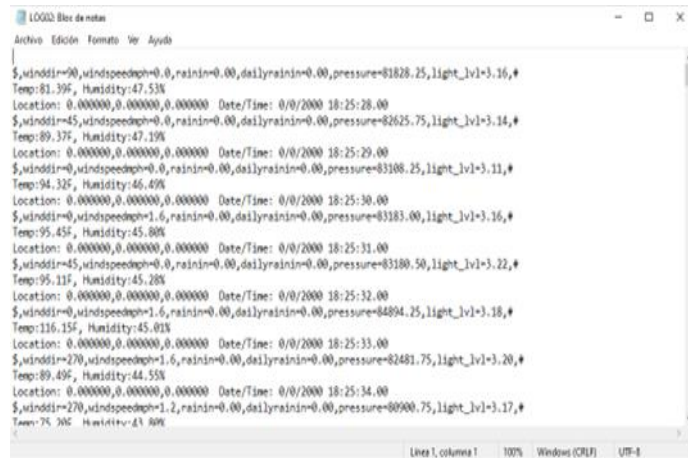 LOG02: Bloc de notas
Archivo Edición Formato Ver Ayuda
$,winddir=90,windspeedmph=0.0,rainin=0.00,dailyrainin=0.00,pressure=81828.25,light_lvl=3.16,#
Temp:81.39F, Humidity:47.53%
Location: 0.000000,0.000000,0.000000 Date/Time: 0/0/2000 18:25:28.00
$,winddir=45,windspeedmph=0.0,rainin=0.00,dailyrainin=0.00,pressure=82625.75,light_lvl=3.14,#
Temp:89.37F, Humidity:47.19%
Location: 0.000000,0.000000,0.000000 Date/Time: 0/0/2000 18:25:29.00
$,winddir=0,windspeedmph=0.0,rainin=0.00,dailyrainin=0.00,pressure=83108.25,light_lvl=3.11,#
Temp:94.32F, Humidity:46.49%
Location: 0.000000,0.000000,0.000000 Date/Time: 0/0/2000 18:25:30.00
$,winddir=0,windspeedmph=1.6,rainin=0.00,dailyrainin=0.00,pressure=83183.00,light_lvl=3.16,#
Temp:95.45F, Humidity:45.80%
Location: 0.000000,0.000000,0.000000 Date/Time: 0/0/2000 18:25:31.00
$,winddir=45,windspeedmph=1.6,rainin=0.00,dailyrainin=0.00,pressure=83180.50,light_lvl=3.22,#
Temp:95.11F, Humidity:45.28%
Location: 0.000000,0.000000,0.000000 Date/Time: 0/0/2000 18:25:32.00
$,winddir=0,windspeedmph=1.6,rainin=0.00,dailyrainin=0.00,pressure=84894.25,light_lvl=3.18,#
Temp:116.15F, Humidity:45.01%
Location: 0.000000,0.000000,0.000000 Date/Time: 0/0/2000 18:25:33.00
$,winddir=270,windspeedmph=1.6,rainin=0.00,dailyrainin=0.00,pressure=82481.75,light_lvl=3.20,#
Temp:89.49F, Humidity:44.55%
Location: 0.000000,0.000000,0.000000 Date/Time: 0/0/2000 18:25:34.00
$,winddir=270,windspeedmph=1.2,rainin=0.00,dailyrainin=0.00,pressure=80900.75,light_lvl=3.17,#
Temp:75.20F, Humidity:43.80%
Línea 1, columna 1 100% Windows (CRLF) UTF-8